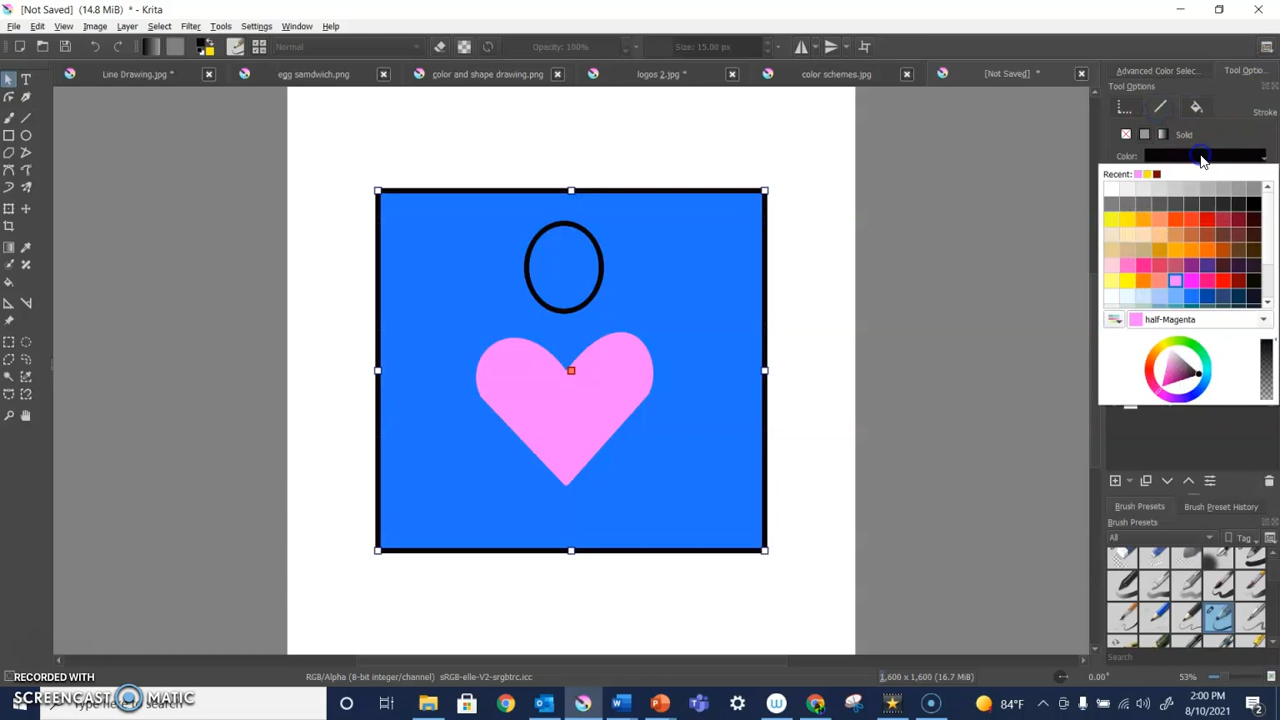 [Not Saved] (14.8 MiB) * - Krita
File Edit View Image Layer Select Filter Tools Settings Window Help
Normal Opacity: 100% Size: 15.00 px
Line Drawing.jpg * egg samdwich.png color and shape drawing.png logos 2.jpg * color schemes.jpg [Not Saved] *
Advanced Color Selec... Tool Optio...
Tool Options
Stroke
Solid
Color:
Recent:
half-Magenta
Brush Presets Brush Preset History
Brush Presets
All Tag
Search
RGB/Alpha (8-bit integer/channel) sRGB-elle-V2-srgbtrc.icc 1,600 x 1,600 (16.7 MiB) 0.00° 53%
RECORDED WITH
SCREENCAST MATIC
Type here to search
84°F
2:00 PM
8/10/2021